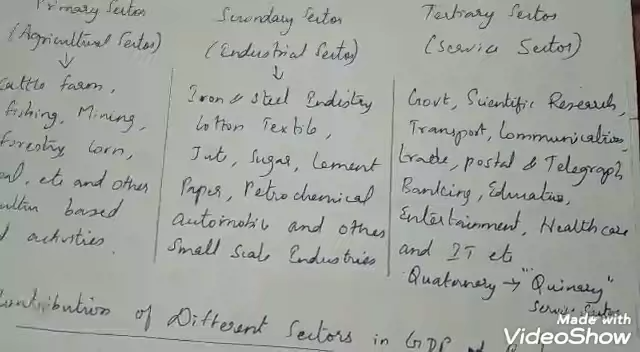 Primary Sector
(Agricultural Sector)
↓
Cattle farm,
fishing, Mining,
forestry Corn,
etc and other
based
activities.
Secondary Sector
(Industrial Sector)
↓
Iron & Steel Industry
Cotton Textile,
Jute, Sugar, Cement
Paper, Petrochemical
automobile and other
Small Scale Industries
Tertiary Sector
(Service Sector)
Govt, Scientific Research,
Transport, Communication,
trade, postal & Telegraph
Banking, Education,
Entertainment, Healthcare
and IT etc
Quaternary → "Quinary"
Service Sector
Contribution of Different Sectors in GDP of
Made with
VideoShow